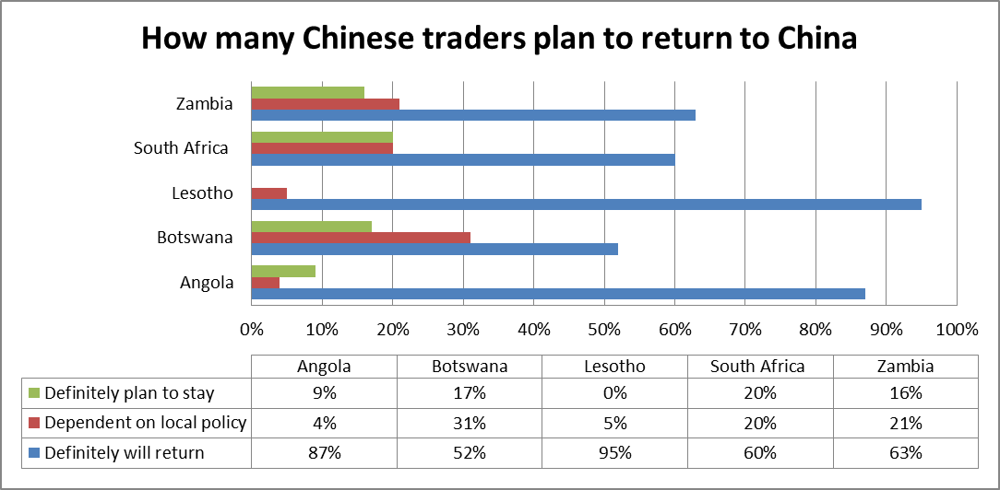 How many Chinese traders plan to return to China
Zambia
South Africa
Lesotho
Botswana
Angola
0% 10% 20% 30% 40% 50% 60% 70% 80% 90% 100%
Angola Botswana Lesotho South Africa Zambia
Definitely plan to stay 9% 17% 0% 20% 16%
Dependent on local policy 4% 31% 5% 20% 21%
Definitely will return 87% 52% 95% 60% 63%